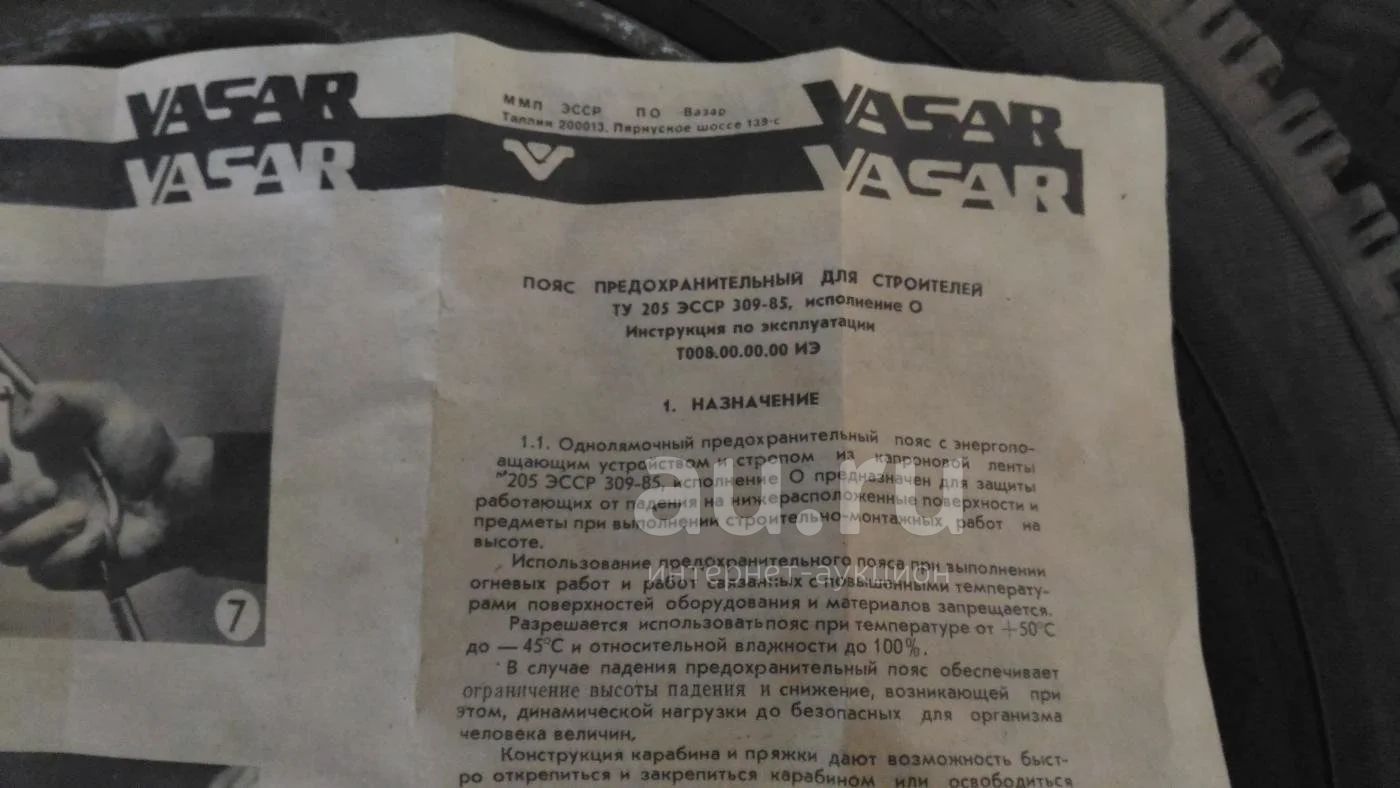 VASAR
VASAR
7
ММП ЭССР ПО Вазар
Таллин 200013, Пярнуское шоссе 139-с
VASAR
VASAR
ПОЯС ПРЕДОХРАНИТЕЛЬНЫЙ ДЛЯ СТРОИТЕЛЕЙ
ТУ 205 ЭССР 309-85, исполнение О
Инструкция по эксплуатации
Т008.00.00.00 ИЭ
1. НАЗНАЧЕНИЕ
1.1. Однолямочный предохранительный пояс с энергопо-
ащающим устройством и стропом из капроновой ленты
205 ЭССР 309-85, исполнение О предназначен для защиты
работающих от падения на нижерасположенные поверхности и
предметы при выполнении строительно-монтажных работ на
высоте.
Использование предохранительного пояса при выполнении
огневых работ и работ связанных с повышенными температу-
рами поверхностей оборудования и материалов запрещается.
Разрешается использовать пояс при температуре от +50°С
до — 45°С и относительной влажности до 100%.
В случае падения предохранительный пояс обеспечивает
ограничение высоты падения и снижение, возникающей при
этом, динамической нагрузки до безопасных для организма
человека величин.
Конструкция карабина и пряжки дают возможность быст-
ро открепиться и закрепиться карабином или освободиться
au.ru
интернет-аукцион